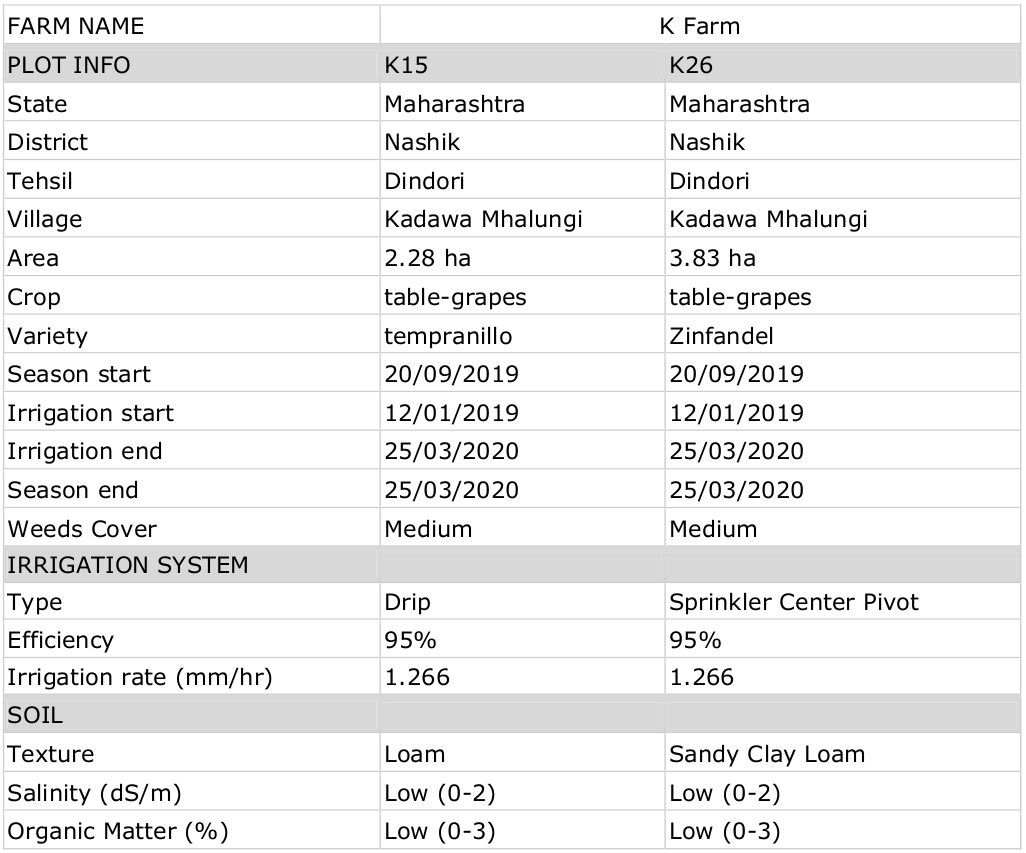 FARM NAME K Farm
PLOT INFO K15 K26
State Maharashtra Maharashtra
District Nashik Nashik
Tehsil Dindori Dindori
Village Kadawa Mhalungi Kadawa Mhalungi
Area 2.28 ha 3.83 ha
Crop table-grapes table-grapes
Variety tempranillo Zinfandel
Season start 20/09/2019 20/09/2019
Irrigation start 12/01/2019 12/01/2019
Irrigation end 25/03/2020 25/03/2020
Season end 25/03/2020 25/03/2020
Weeds Cover Medium Medium
IRRIGATION SYSTEM
Type Drip Sprinkler Center Pivot
Efficiency 95% 95%
Irrigation rate (mm/hr) 1.266 1.266
SOIL
Texture Loam Sandy Clay Loam
Salinity (dS/m) Low (0-2) Low (0-2)
Organic Matter (%) Low (0-3) Low (0-3)